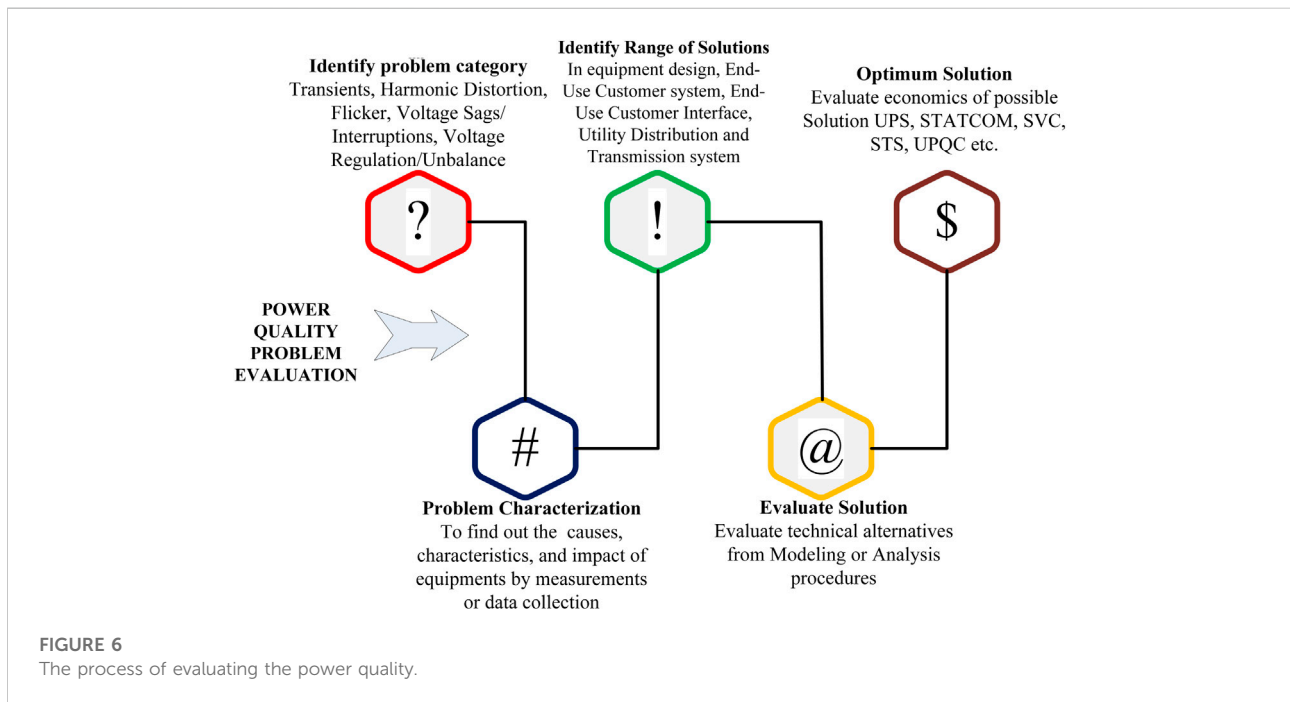 Identify problem category
Transients, Harmonic Distortion,
Flicker, Voltage Sags/
Interruptions, Voltage
Regulation/Unbalance
?
POWER
QUALITY
PROBLEM
EVALUATION
#
Problem Characterization
To find out the causes,
characteristics, and impact of
equipments by measurements
or data collection
Identify Range of Solutions
In equipment design, End-
Use Customer system, End-
Use Customer Interface,
Utility Distribution and
Transmission system
!
@
Evaluate Solution
Evaluate technical alternatives
from Modeling or Analysis
procedures
Optimum Solution
Evaluate economics of possible
Solution UPS, STATCOM, SVC,
STS, UPQC etc.
$
FIGURE 6
The process of evaluating the power quality.